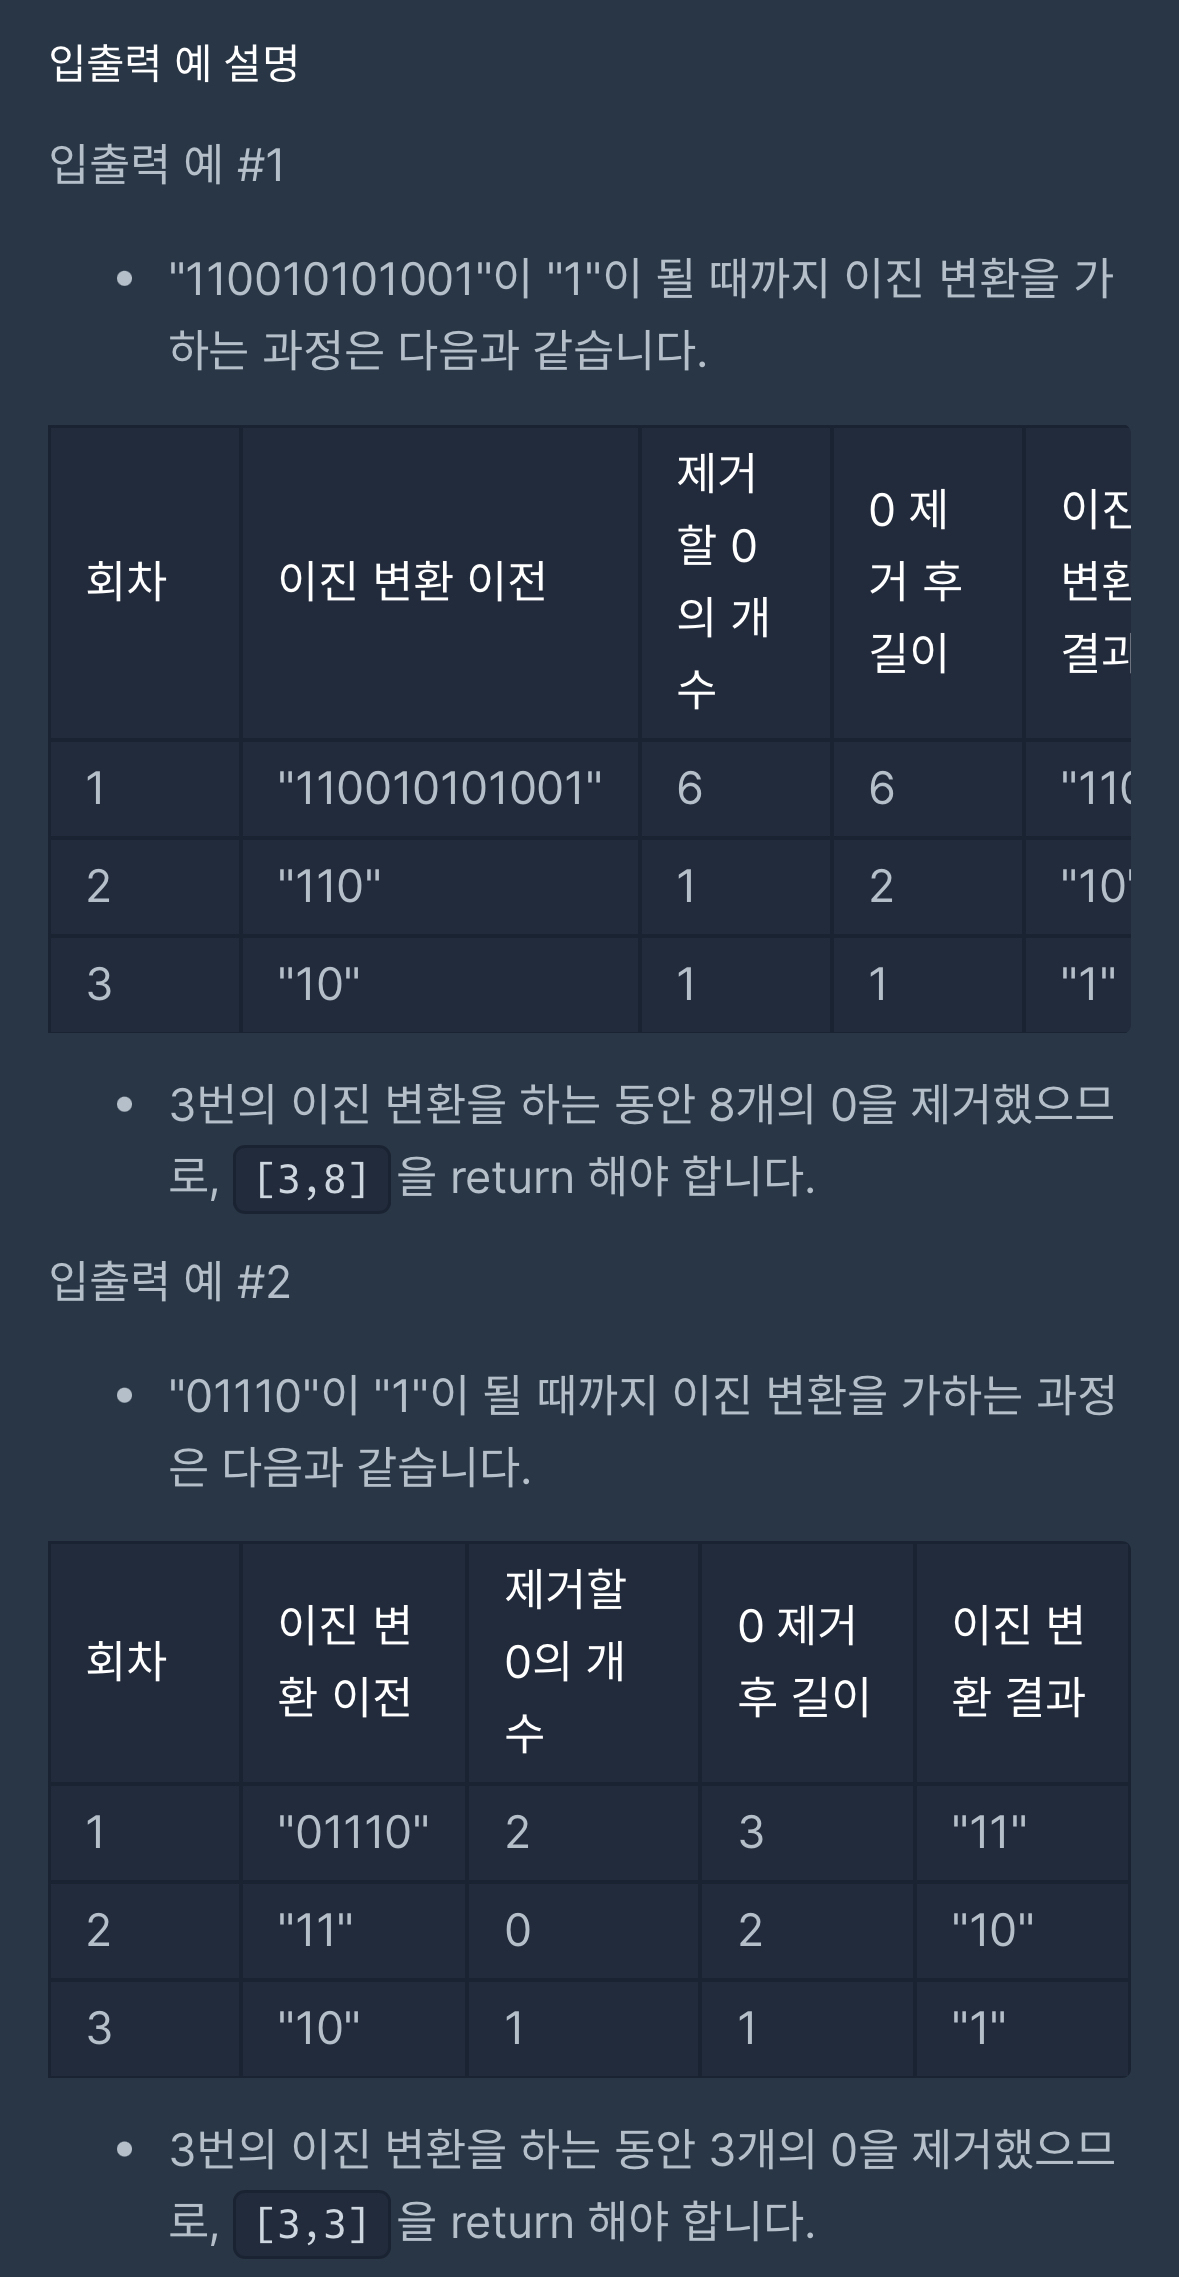 입출력 예 설명
입출력 예 #1
• "110010101001"이 "1"이 될 때까지 이진 변환을 가
하는 과정은 다음과 같습니다.
회차 이진 변환 이전 제거할 0의 개수 0 제거 후 길이
1 "110010101001" 6 6
2 "110" 1 2 "10"
3 "10" 1 1 "1"
• 3번의 이진 변환을 하는 동안 8개의 0을 제거했으므
로, [3,8] 을 return 해야 합니다.
입출력 예 #2
• "01110"이 "1"이 될 때까지 이진 변환을 가하는 과정
은 다음과 같습니다.
회차 이진 변환 이전 제거할 0의 개수 0 제거 후 길이 이진 변환 결과
1 "01110" 2 3 "11"
2 "11" 0 2 "10"
3 "10" 1 1 "1"
• 3번의 이진 변환을 하는 동안 3개의 0을 제거했으므
로, [3,3] 을 return 해야 합니다.